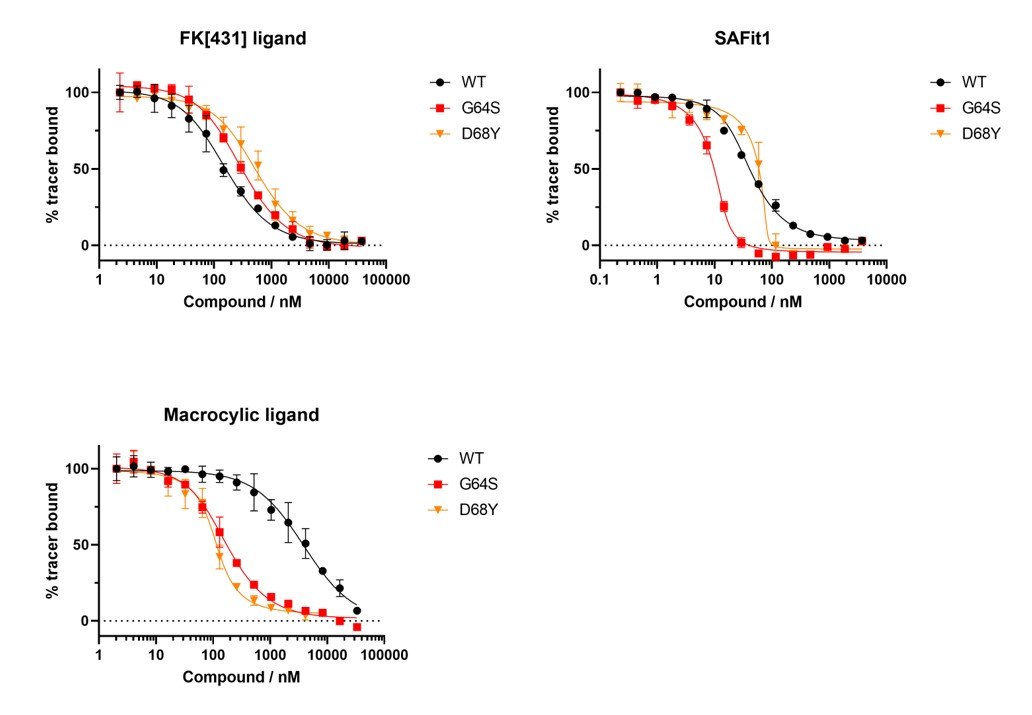 FK[431] ligand
% tracer bound
100
50
0
1
10
100
1000
10000
100000
Compound / nM
WT
G64S
D68Y
SAFit1
% tracer bound
100
50
0
0.1
1
10
100
1000
10000
Compound / nM
WT
G64S
D68Y
Macrocylic ligand
% tracer bound
100
50
0
1
10
100
1000
10000
100000
Compound / nM
WT
G64S
D68Y